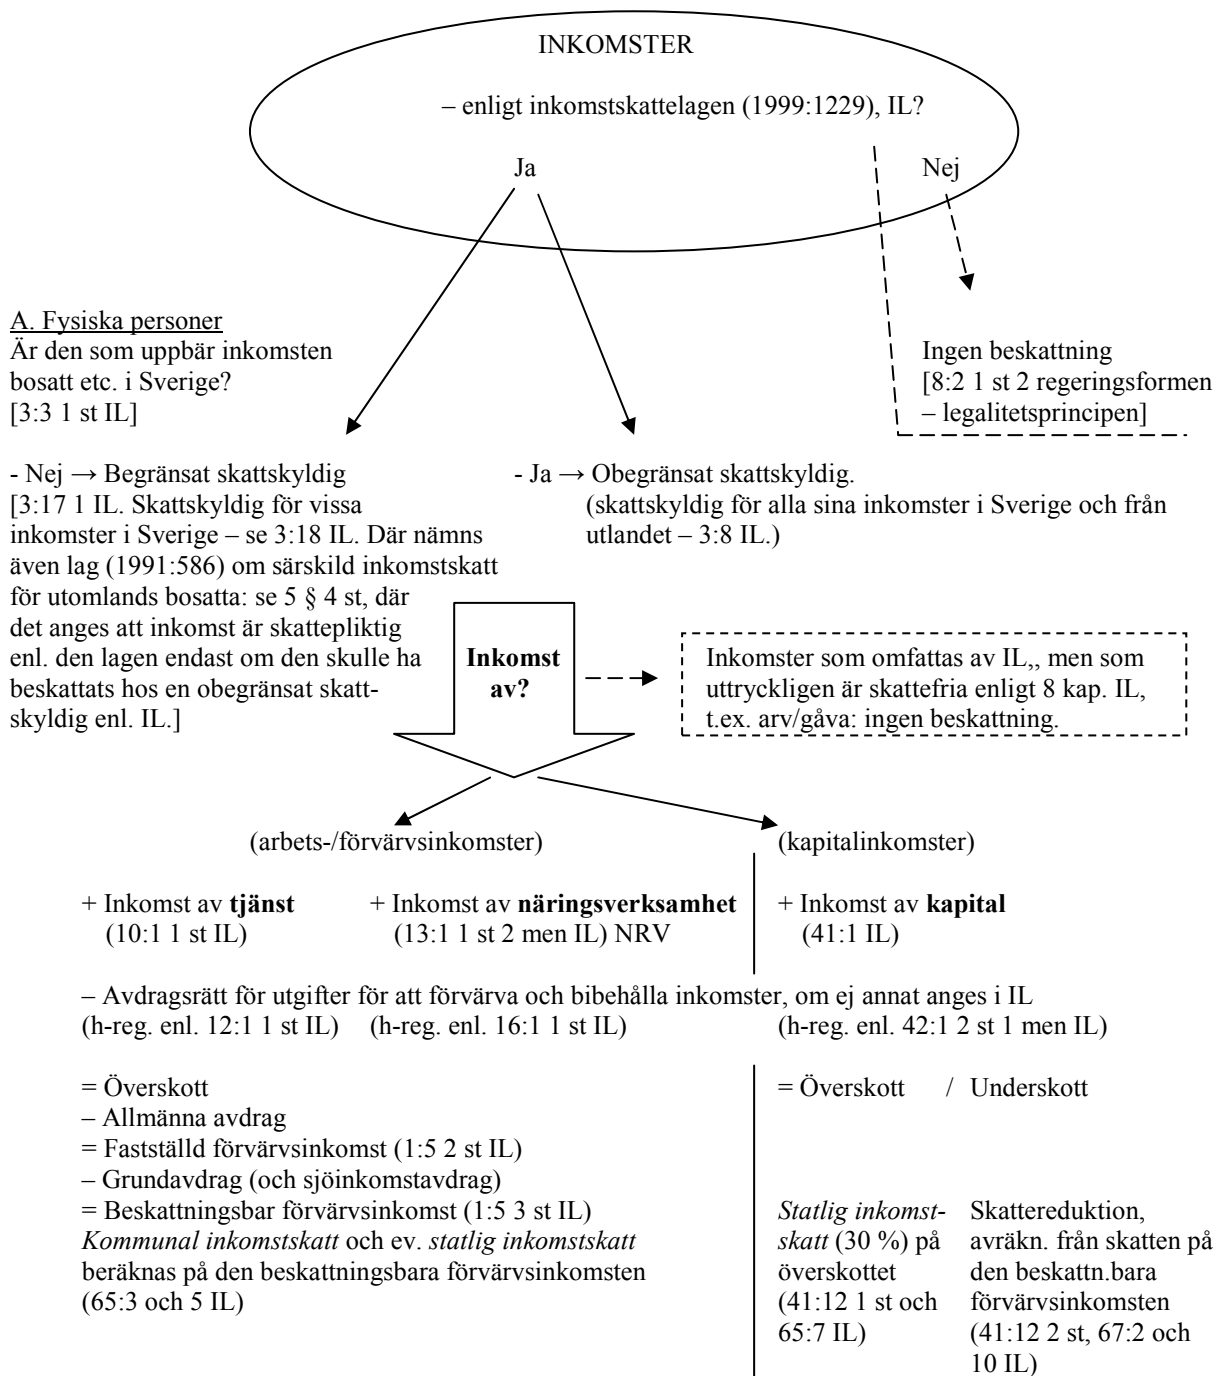 INKOMSTER
– enligt inkomstskattelagen (1999:1229), IL?
Ja
Nej
A. Fysiska personer
Är den som uppbär inkomsten
bosatt etc. i Sverige?
[3:3 1 st IL]
Ingen beskattning
[8:2 1 st 2 regeringsformen
– legalitetsprincipen]
- Nej → Begränsat skattskyldig
[3:17 1 IL. Skattskyldig för vissa
inkomster i Sverige – se 3:18 IL. Där nämns
även lag (1991:586) om särskild inkomstskatt
för utomlands bosatta: se 5 § 4 st, där
det anges att inkomst är skattepliktig
enl. den lagen endast om den skulle ha
beskattats hos en obegränsat skatt-
skyldig enl. IL.]
- Ja → Obegränsat skattskyldig.
(skattskyldig för alla sina inkomster i Sverige och från
utlandet – 3:8 IL.)
Inkomst
av?
Inkomster som omfattas av IL,, men som
uttryckligen är skattefria enligt 8 kap. IL,
t.ex. arv/gåva: ingen beskattning.
(arbets-/förvärvsinkomster)
(kapitalinkomster)
+ Inkomst av tjänst
(10:1 1 st IL)
+ Inkomst av näringsverksamhet
(13:1 1 st 2 men IL) NRV
+ Inkomst av kapital
(41:1 IL)
– Avdragsrätt för utgifter för att förvärva och bibehålla inkomster, om ej annat anges i IL
(h-reg. enl. 12:1 1 st IL) (h-reg. enl. 16:1 1 st IL) (h-reg. enl. 42:1 2 st 1 men IL)
= Överskott
– Allmänna avdrag
= Fastställd förvärvsinkomst (1:5 2 st IL)
– Grundavdrag (och sjöinkomstavdrag)
= Beskattningsbar förvärvsinkomst (1:5 3 st IL)
Kommunal inkomstskatt och ev. statlig inkomstskatt
beräknas på den beskattningsbara förvärvsinkomsten
(65:3 och 5 IL)
= Överskott / Underskott
Statlig inkomst-
skatt (30 %) på
överskottet
(41:12 1 st och
65:7 IL)
Skattereduktion,
avräkn. från skatten på
den beskattn.bara
förvärvsinkomsten
(41:12 2 st, 67:2 och
10 IL)